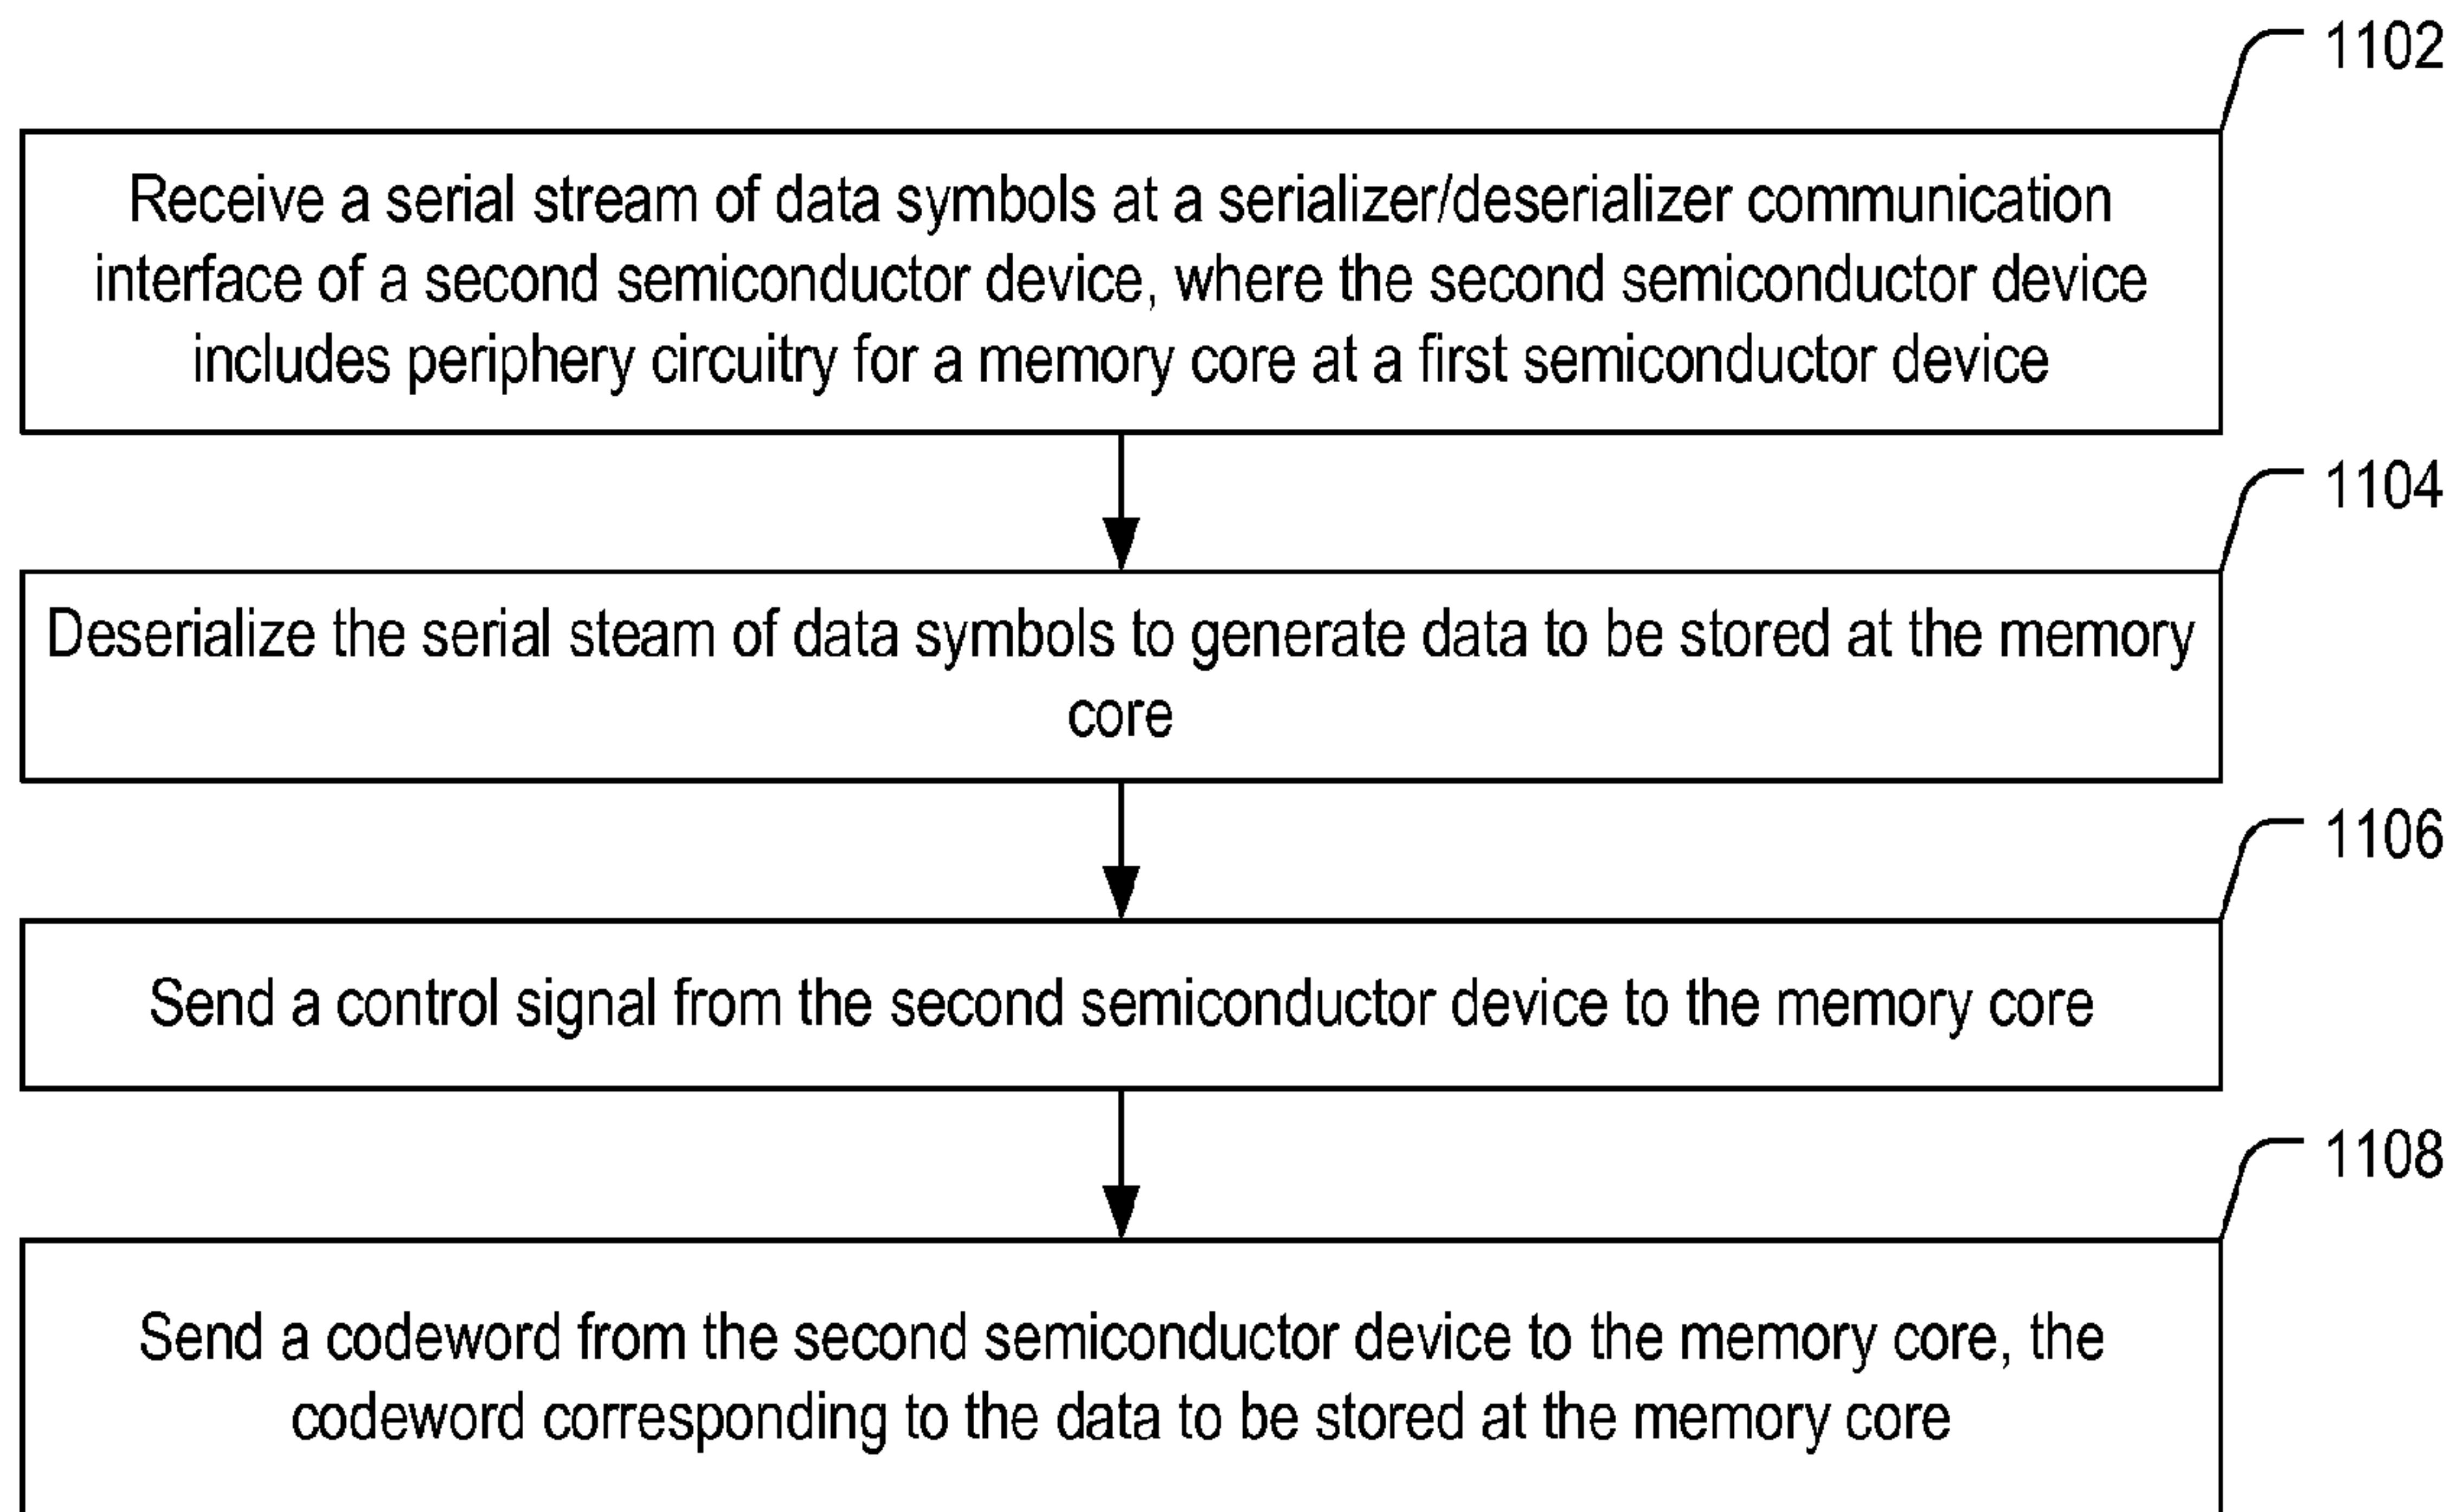 1102
Receive a serial stream of data symbols at a serializer/deserializer communication
interface of a second semiconductor device, where the second semiconductor device
includes periphery circuitry for a memory core at a first semiconductor device
1104
Deserialize the serial steam of data symbols to generate data to be stored at the memory
core
1106
Send a control signal from the second semiconductor device to the memory core
1108
Send a codeword from the second semiconductor device to the memory core, the
codeword corresponding to the data to be stored at the memory core